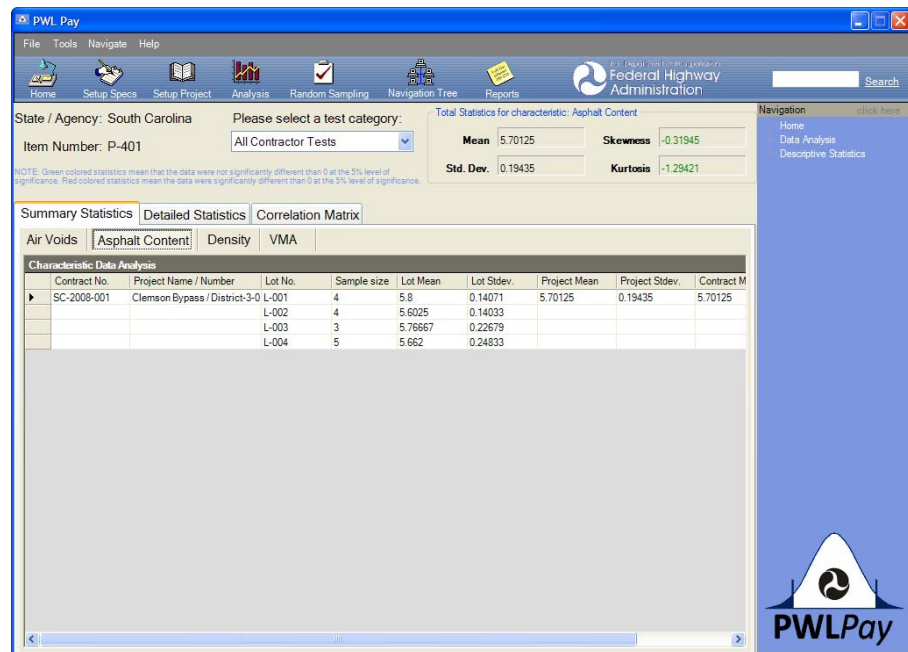 PWL Pay
File Tools Navigate Help
Home Setup Specs Setup Project Analysis Random Sampling Navigation Tree Reports
Federal Highway
Administration
Search
State / Agency: South Carolina
Item Number: P-401
Please select a test category:
All Contractor Tests
Total Statistics for characteristic: Asphalt Content
Mean 5.70125 Skewness -0.31945
Std. Dev. 0.19435 Kurtosis -1.29421
NOTE: Green colored statistics mean that the data were not significantly different than 0 at the 5% level of
significance. Red colored statistics mean the data were significantly different than 0 at the 5% level of significance.
Navigation click here
Home
Data Analysis
Descriptive Statistics
Summary Statistics Detailed Statistics Correlation Matrix
Air Voids Asphalt Content Density VMA
Characteristic Data Analysis
Contract No. Project Name / Number Lot No. Sample size Lot Mean Lot Stdev. Project Mean Project Stdev. Contract M
SC-2008-001 Clemson Bypass / District-3-0 L-001 4 5.8 0.14071 5.70125 0.19435 5.70125
L-002 4 5.6025 0.14033
L-003 3 5.76667 0.22679
L-004 5 5.662 0.24833
PWLPay